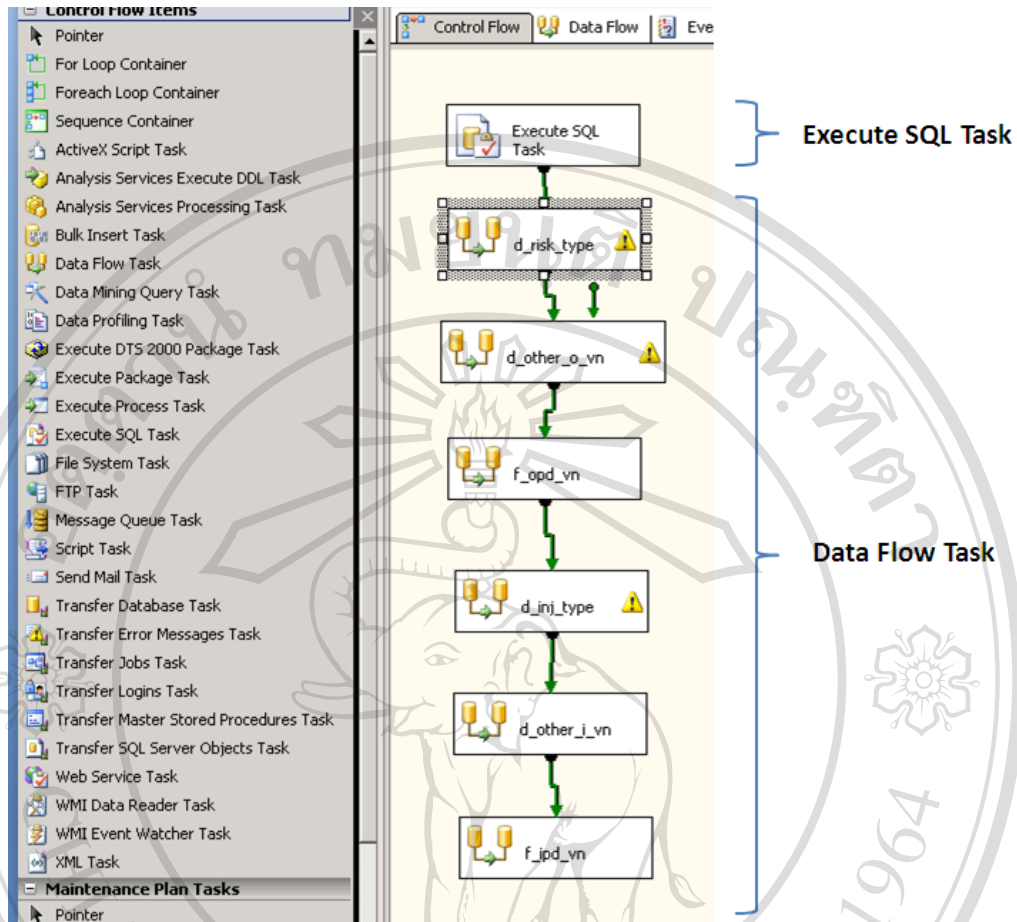 Control Flow Items
Pointer
For Loop Container
Foreach Loop Container
Sequence Container
ActiveX Script Task
Analysis Services Execute DDL Task
Analysis Services Processing Task
Bulk Insert Task
Data Flow Task
Data Mining Query Task
Data Profiling Task
Execute DTS 2000 Package Task
Execute Package Task
Execute Process Task
Execute SQL Task
File System Task
FTP Task
Message Queue Task
Script Task
Send Mail Task
Transfer Database Task
Transfer Error Messages Task
Transfer Jobs Task
Transfer Logins Task
Transfer Master Stored Procedures Task
Transfer SQL Server Objects Task
Web Service Task
WMI Data Reader Task
WMI Event Watcher Task
XML Task
Maintenance Plan Tasks
Pointer
Control Flow
Data Flow
Eve
Execute SQL
Task
d_risk_type
d_other_o_vn
f_opd_vn
d_inj_type
d_other_i_vn
f_ipd_vn
Execute SQL Task
Data Flow Task
1964